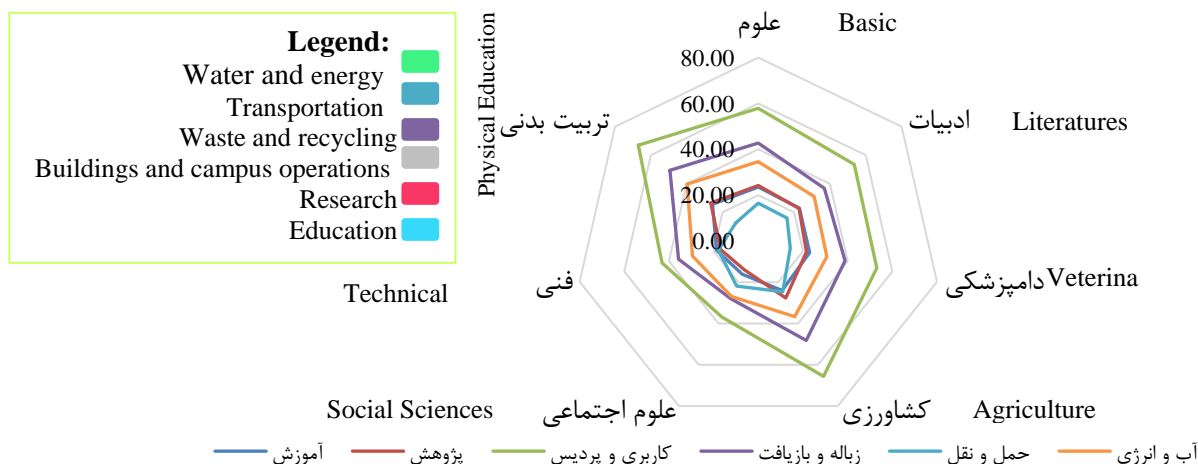 Legend:
Water and energy
Transportation
Waste and recycling
Buildings and campus operations
Research
Education
Physical Education
علوم Basic
80.00
60.00
40.00
20.00
0.00
تربیت بدنی
ادبیات Literatures
دامپزشکی Veterina
کشاورزی Agriculture
Social Sciences علوم اجتماعی
Technical فنی
آموزش
پژوهش
کاربری و پردیس
زباله و بازیافت
حمل و نقل
آب و انرژی